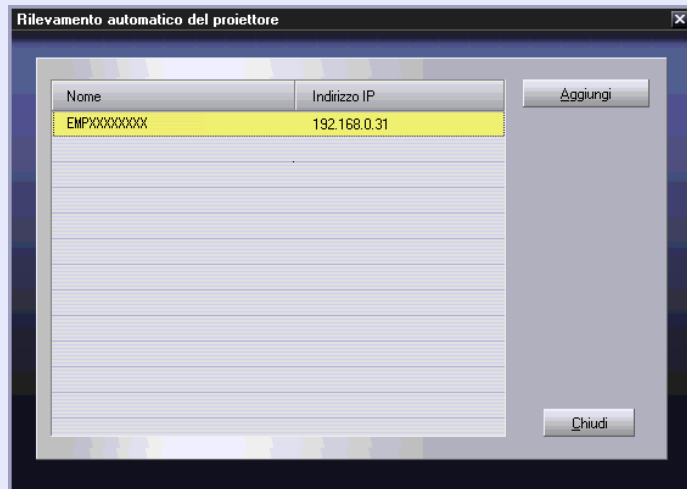 Rilevamento automatico del proiettore
Nome Indirizzo IP Aggiungi
EMPXXXXXXXX 192.168.0.31
Chiudi